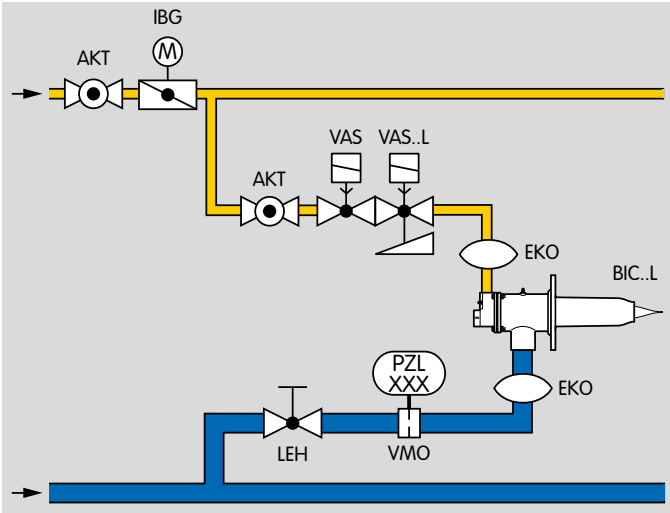 IBG
AKT
M
VAS VAS..L
AKT
EKO
BIC..L
PZL
XXX
EKO
LEH
VMO